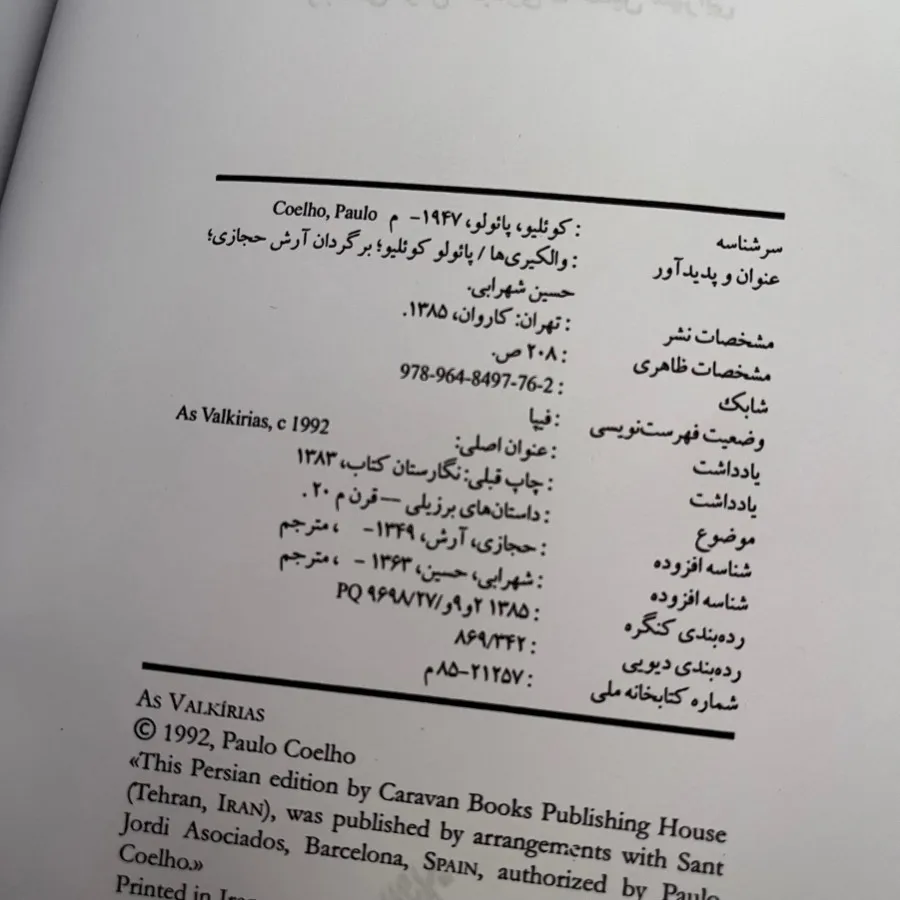 سرشناسه : کوئلیو، پائولو، ۱۹۴۷- م Coelho, Paulo
عنوان و پدیدآور : والکیری‌ها / پائولو کوئلیو؛ برگردان آرش حجازی؛
حسین شهرابی.
مشخصات نشر : تهران: کاروان، ۱۳۸۵.
مشخصات ظاهری : ۲۰۸ ص.
شابک : 978-964-8497-76-2
وضعیت فهرست‌نویسی : فیپا
یادداشت : عنوان اصلی: As Valkirias, c 1992
یادداشت : چاپ قبلی: نگارستان کتاب، ۱۳۸۳
موضوع : داستان‌های برزیلی — قرن م ۲۰.
شناسه افزوده : حجازی، آرش، ۱۳۴۹- ، مترجم
شناسه افزوده : شهرابی، حسین، ۱۳۶۳ - ، مترجم
رده‌بندی کنگره : ۱۳۸۵ ۲و۹و/۲۷/PQ ۹۶۹۸
رده‌بندی دیویی : ۸۶۹/۳۴۲
شماره کتابخانه ملی : ۲۱۲۵۷-۸۵م
As VALKÍRIAS
© 1992, Paulo Coelho
«This Persian edition by Caravan Books Publishing House
(Tehran, IRAN), was published by arrangements with Sant
Jordi Asociados, Barcelona, SPAIN, authorized by Paulo
Coelho.»
Printed in